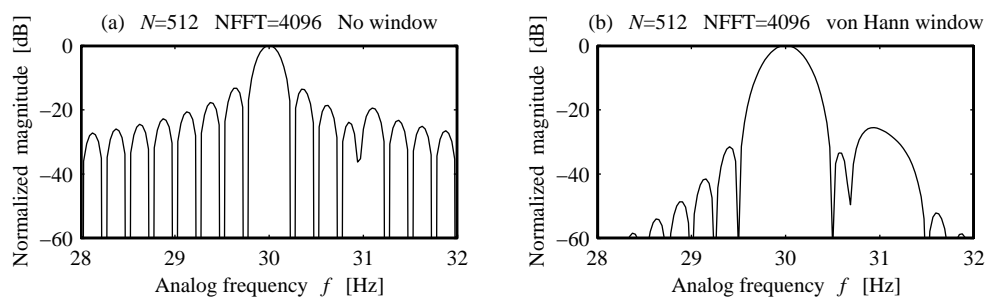 (a) N=512 NFFT=4096 No window
Normalized magnitude [dB]
0
−20
−40
−60
28 29 30 31 32
Analog frequency f [Hz]
(b) N=512 NFFT=4096 von Hann window
Normalized magnitude [dB]
0
−20
−40
−60
28 29 30 31 32
Analog frequency f [Hz]